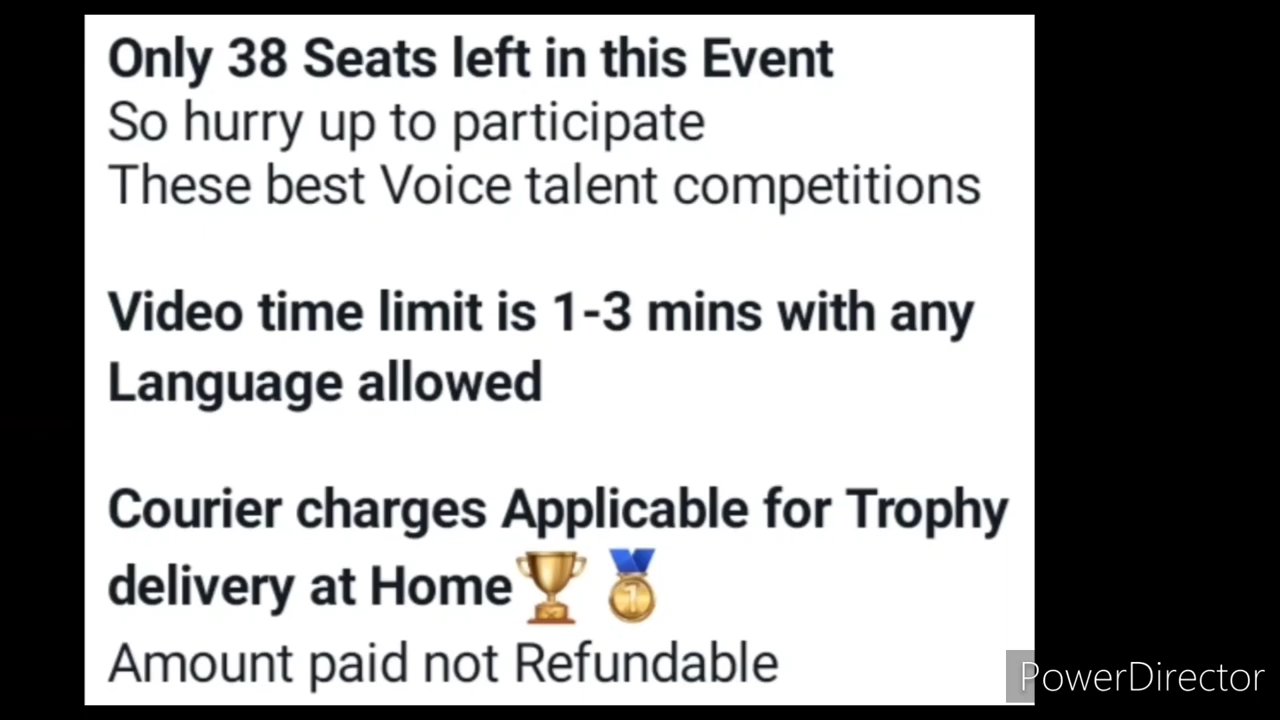 Only 38 Seats left in this Event
So hurry up to participate
These best Voice talent competitions
Video time limit is 1-3 mins with any
Language allowed
Courier charges Applicable for Trophy
delivery at Home🏆🥇
Amount paid not Refundable
PowerDirector